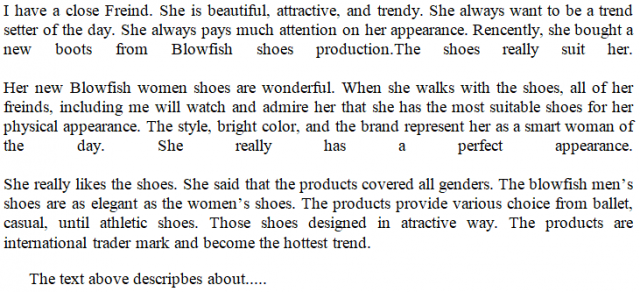 I have a close Freind. She is beautiful, attractive, and trendy. She always want to be a trend
setter of the day. She always pays much attention on her appearance. Rencently, she bought a
new boots from Blowfish shoes production.The shoes really suit her.
Her new Blowfish women shoes are wonderful. When she walks with the shoes, all of her
freinds, including me will watch and admire her that she has the most suitable shoes for her
physical appearance. The style, bright color, and the brand represent her as a smart woman of
the day. She really has a perfect appearance.
She really likes the shoes. She said that the products covered all genders. The blowfish men’s
shoes are as elegant as the women’s shoes. The products provide various choice from ballet,
casual, until athletic shoes. Those shoes designed in atractive way. The products are
international trader mark and become the hottest trend.
The text above descripbes about.....